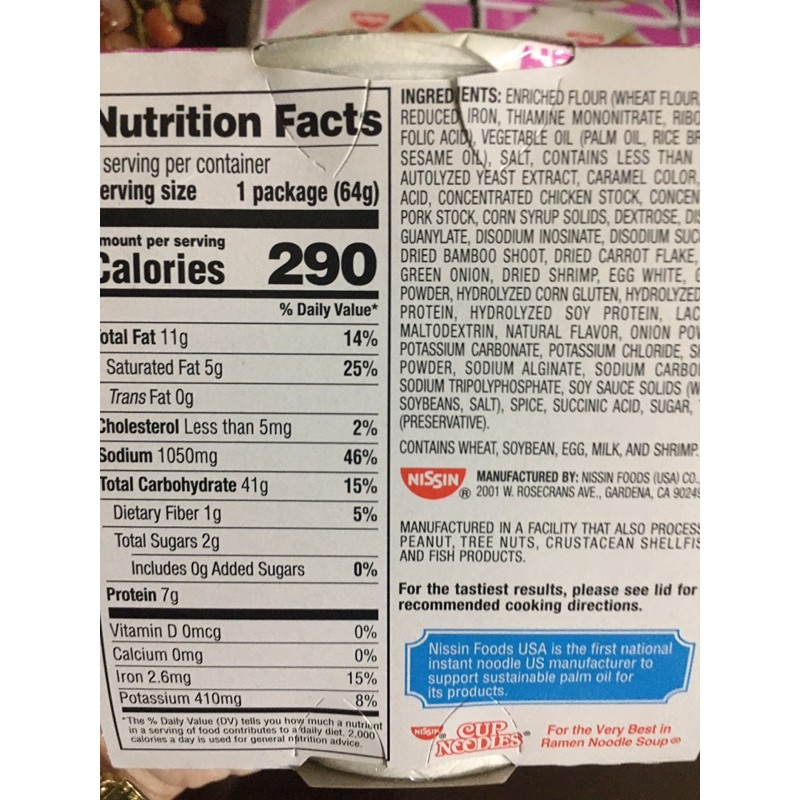 Nutrition Facts
serving per container
erving size 1 package (64g)
mount per serving
Calories 290
% Daily Value*
otal Fat 11g 14%
Saturated Fat 5g 25%
Trans Fat 0g
Cholesterol Less than 5mg 2%
Sodium 1050mg 46%
Total Carbohydrate 41g 15%
Dietary Fiber 1g 5%
Total Sugars 2g
Includes 0g Added Sugars 0%
Protein 7g
Vitamin D 0mcg 0%
Calcium 0mg 0%
Iron 2.6mg 15%
Potassium 410mg 8%
*The % Daily Value (DV) tells you how much a nutrient
in a serving of food contributes to a daily diet. 2,000
calories a day is used for general nutrition advice.
INGREDIENTS: ENRICHED FLOUR (WHEAT FLOUR,
REDUCED IRON, THIAMINE MONONITRATE, RIBO
FOLIC ACID), VEGETABLE OIL (PALM OIL, RICE BR
SESAME OIL), SALT, CONTAINS LESS THAN
AUTOLYZED YEAST EXTRACT, CARAMEL COLOR,
ACID, CONCENTRATED CHICKEN STOCK, CONCEN
PORK STOCK, CORN SYRUP SOLIDS, DEXTROSE, DIS
GUANYLATE, DISODIUM INOSINATE, DISODIUM SUC
DRIED BAMBOO SHOOT, DRIED CARROT FLAKE,
GREEN ONION, DRIED SHRIMP, EGG WHITE, G
POWDER, HYDROLYZED CORN GLUTEN, HYDROLYZED
PROTEIN, HYDROLYZED SOY PROTEIN, LAC
MALTODEXTRIN, NATURAL FLAVOR, ONION POW
POTASSIUM CARBONATE, POTASSIUM CHLORIDE, SI
POWDER, SODIUM ALGINATE, SODIUM CARBO
SODIUM TRIPOLYPHOSPHATE, SOY SAUCE SOLIDS (W
SOYBEANS, SALT), SPICE, SUCCINIC ACID, SUGAR,
(PRESERVATIVE).
CONTAINS WHEAT, SOYBEAN, EGG, MILK, AND SHRIMP.
NISSIN ® MANUFACTURED BY: NISSIN FOODS (USA) CO.,
2001 W. ROSECRANS AVE., GARDENA, CA 90249
MANUFACTURED IN A FACILITY THAT ALSO PROCESS
PEANUT, TREE NUTS, CRUSTACEAN SHELLFIS
AND FISH PRODUCTS.
For the tastiest results, please see lid for
recommended cooking directions.
Nissin Foods USA is the first national
instant noodle US manufacturer to
support sustainable palm oil for
its products.
NISSIN ® CUP NOODLES ®
For the Very Best in
Ramen Noodle Soup ®